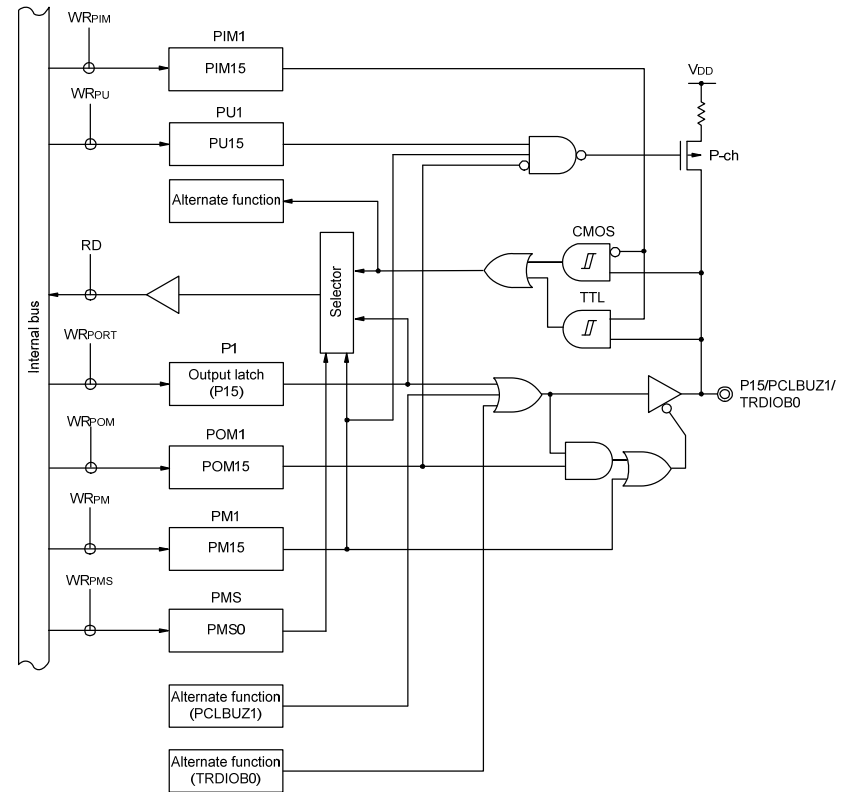 WRPIM
PIM1
PIM15
VDD
WRPU
PU1
PU15
P-ch
Alternate function
CMOS
RD
Selector
TTL
Internal bus
WRPORT
P1
Output latch
(P15)
P15/PCLBUZ1/
TRDIOB0
WRPOM
POM1
POM15
WRPM
PM1
PM15
WRPMS
PMS
PMS0
Alternate function
(PCLBUZ1)
Alternate function
(TRDIOB0)